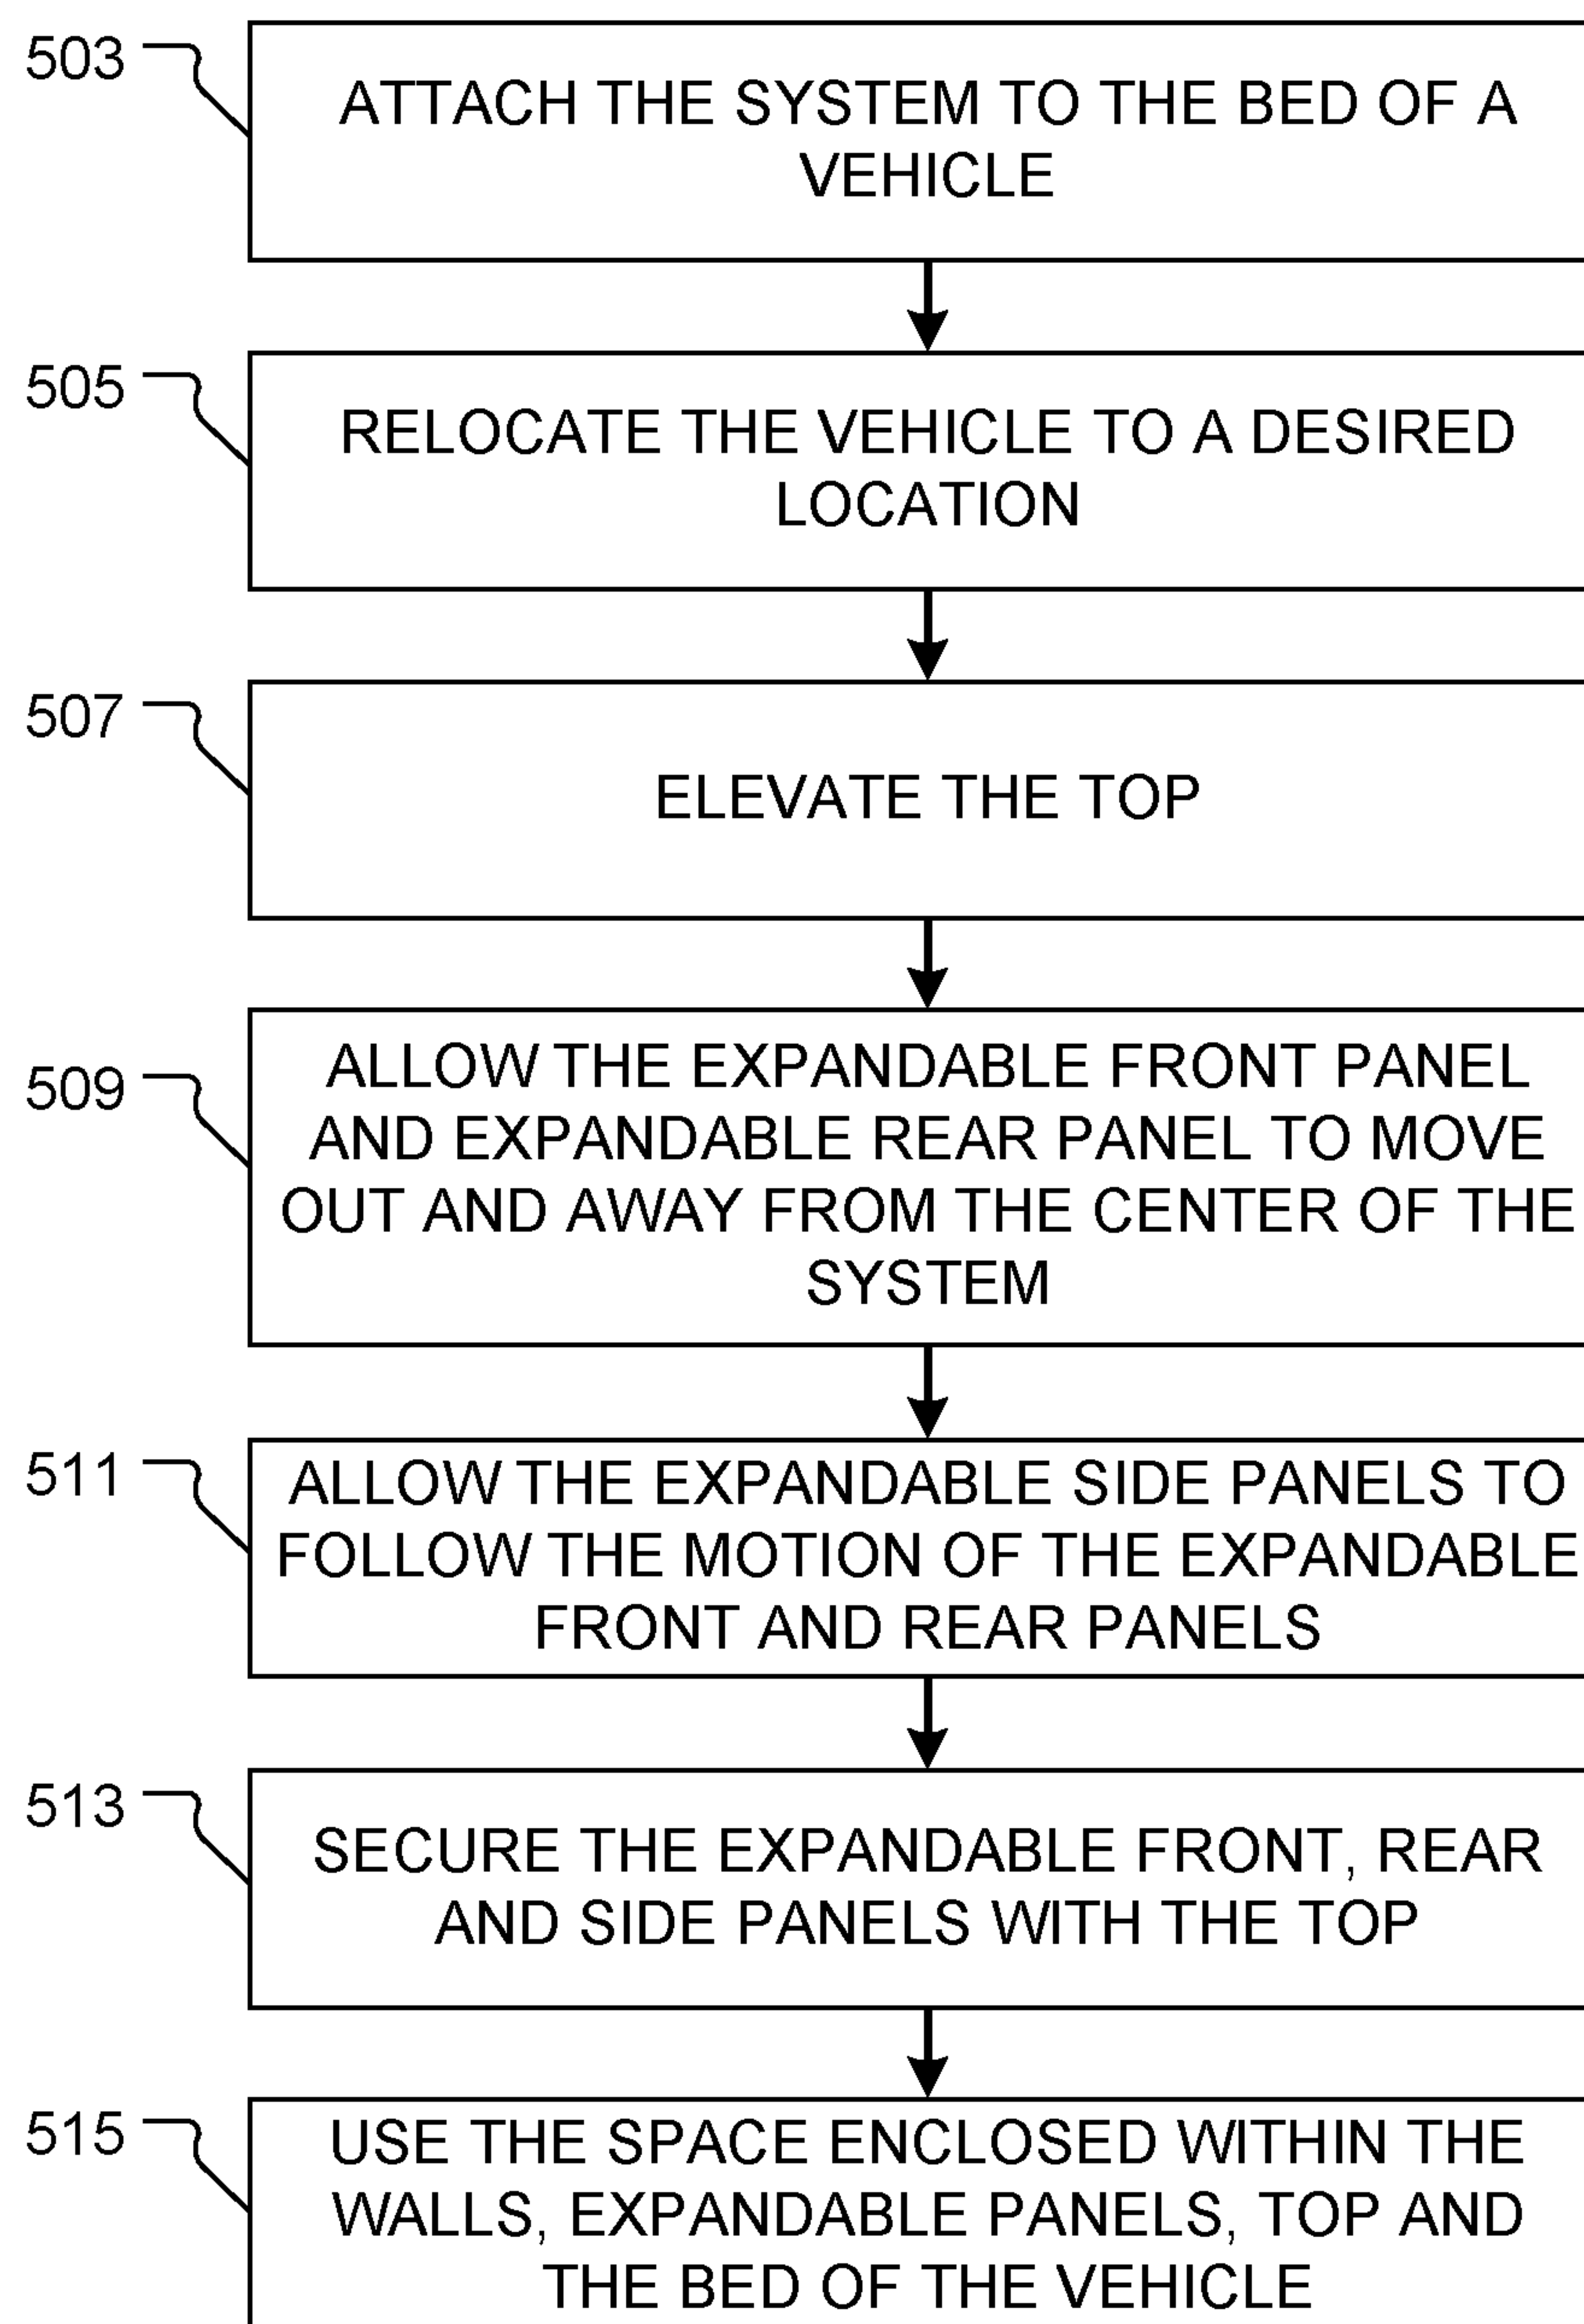 503
ATTACH THE SYSTEM TO THE BED OF A
VEHICLE
505
RELOCATE THE VEHICLE TO A DESIRED
LOCATION
507
ELEVATE THE TOP
509
ALLOW THE EXPANDABLE FRONT PANEL
AND EXPANDABLE REAR PANEL TO MOVE
OUT AND AWAY FROM THE CENTER OF THE
SYSTEM
511
ALLOW THE EXPANDABLE SIDE PANELS TO
FOLLOW THE MOTION OF THE EXPANDABLE
FRONT AND REAR PANELS
513
SECURE THE EXPANDABLE FRONT, REAR
AND SIDE PANELS WITH THE TOP
515
USE THE SPACE ENCLOSED WITHIN THE
WALLS, EXPANDABLE PANELS, TOP AND
THE BED OF THE VEHICLE